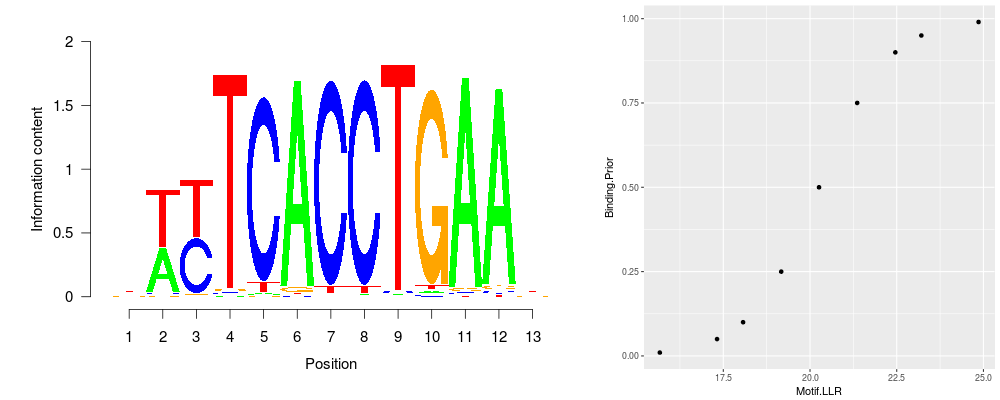 Information content
2
1.5
1
0.5
0
TTTCACCTGAA
AC
1 2 3 4 5 6 7 8 9 10 11 12 13
Position
Binding.Prior
1.00
0.75
0.50
0.25
0.00
17.5 20.0 22.5 25.0
Motif.LLR